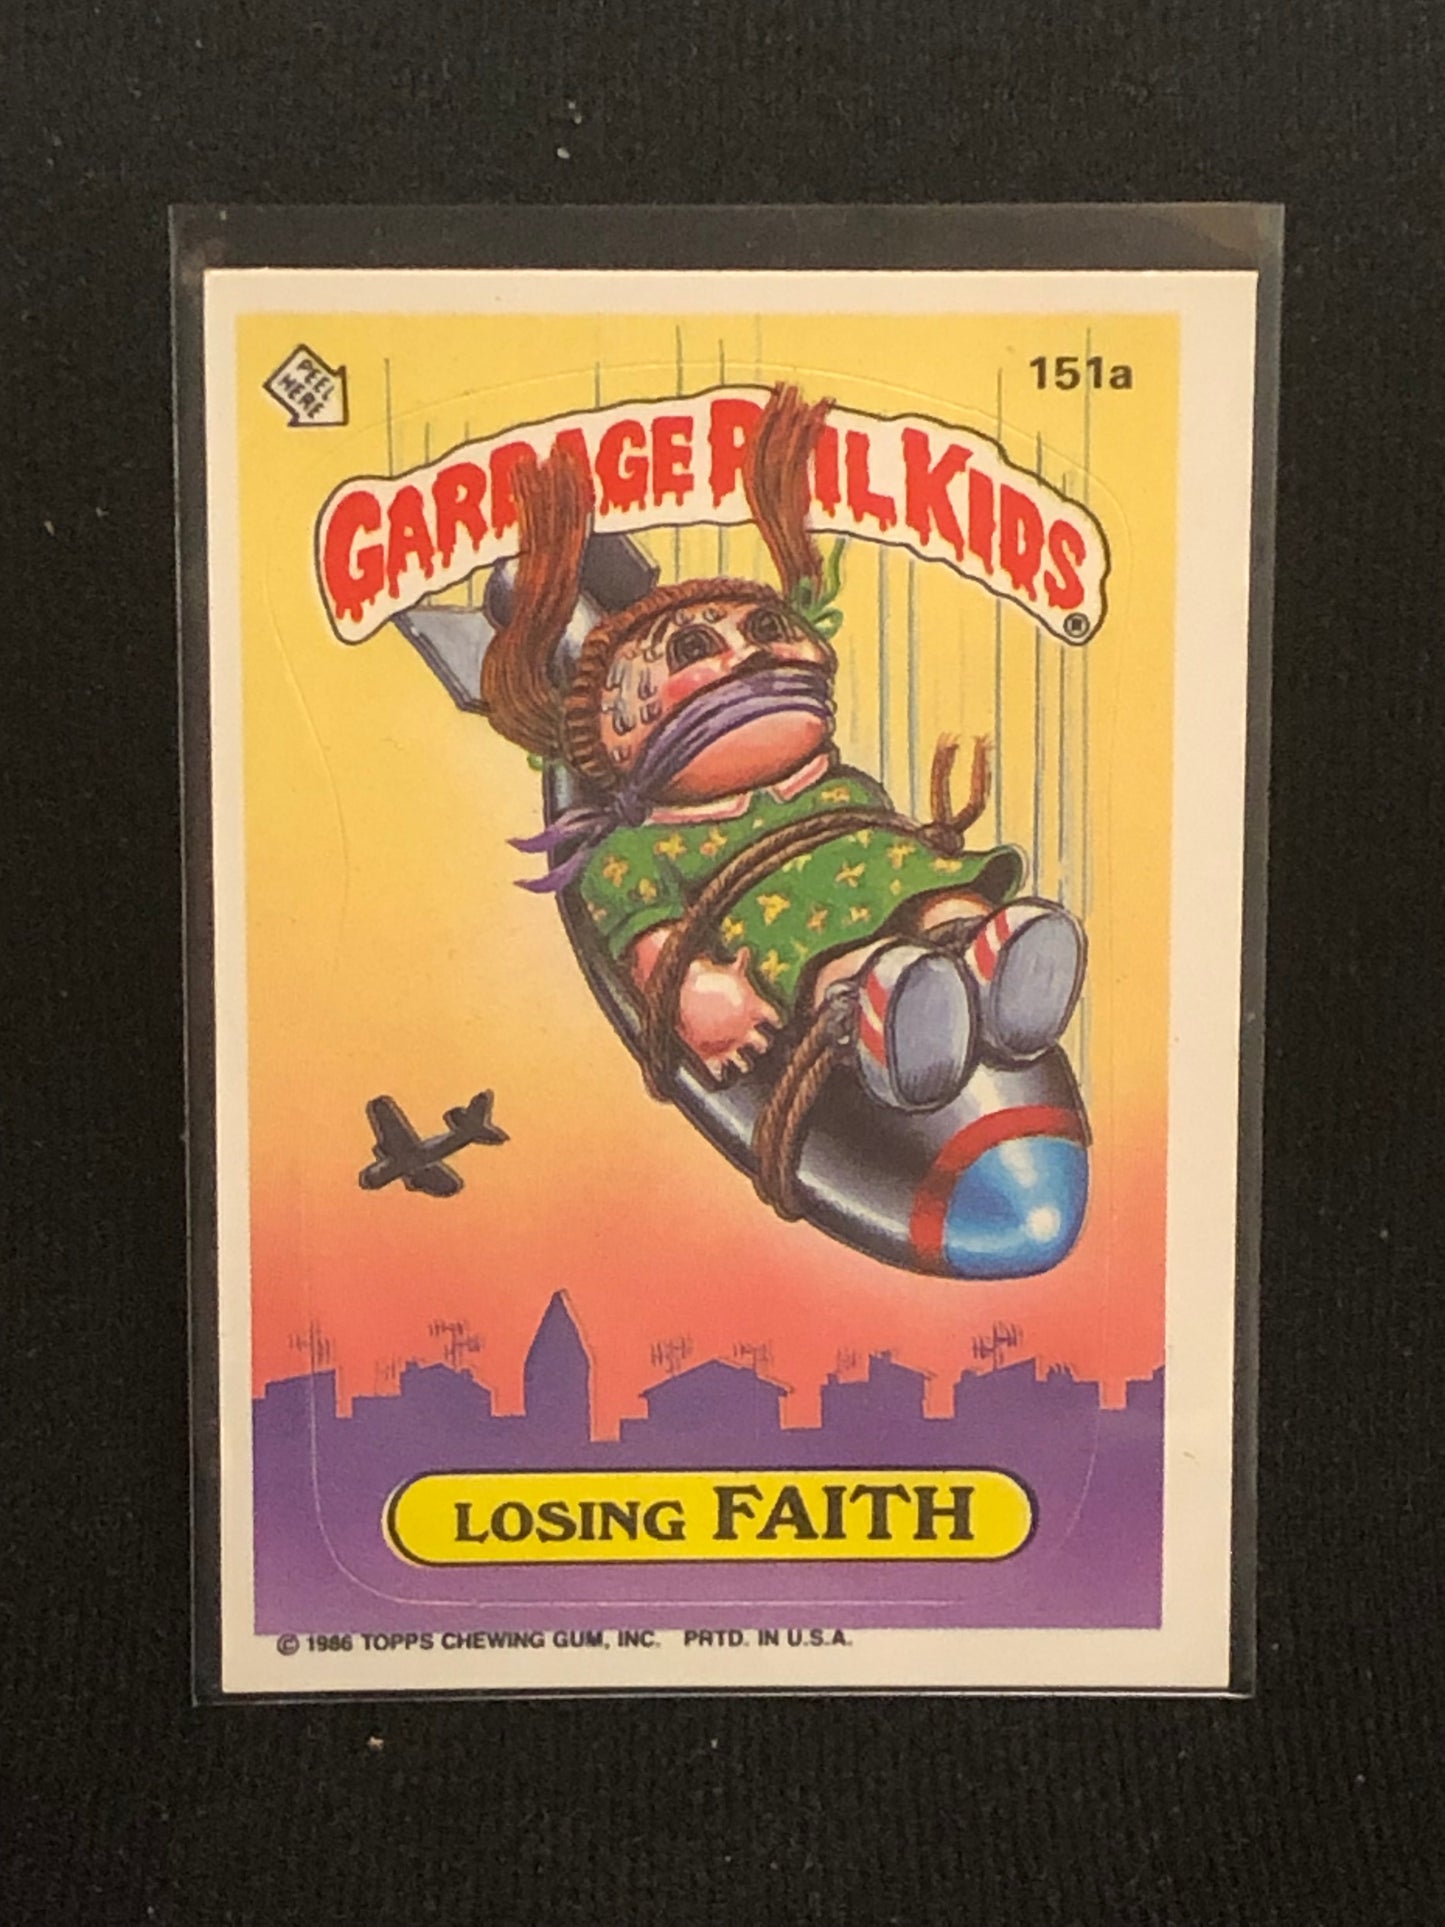 PEEL
HERE
151a
GARBAGE PAIL KIDS
®
LOSING FAITH
© 1986 TOPPS CHEWING GUM, INC. PRTD. IN U.S.A.